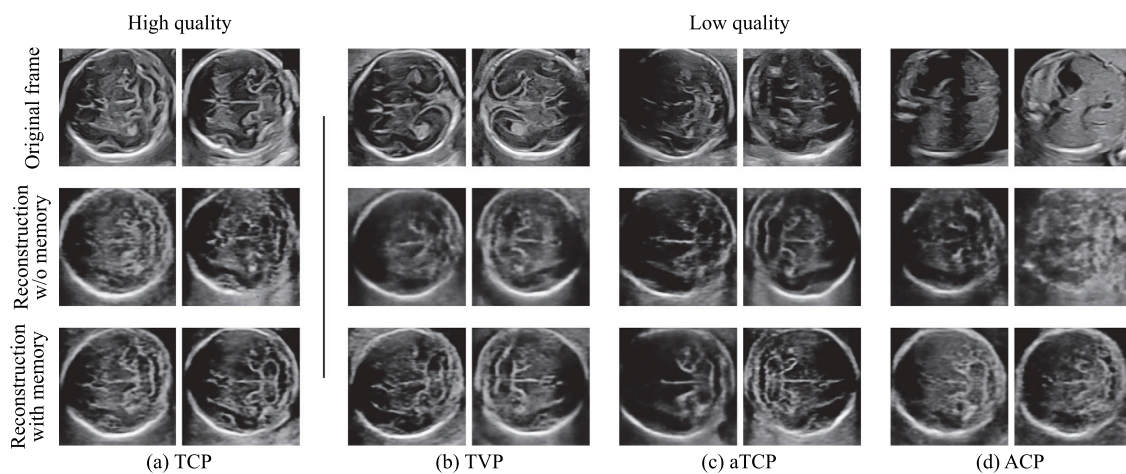 High quality
Low quality
Original frame
Reconstruction
w/o memory
Reconstruction
with memory
(a) TCP
(b) TVP
(c) aTCP
(d) ACP